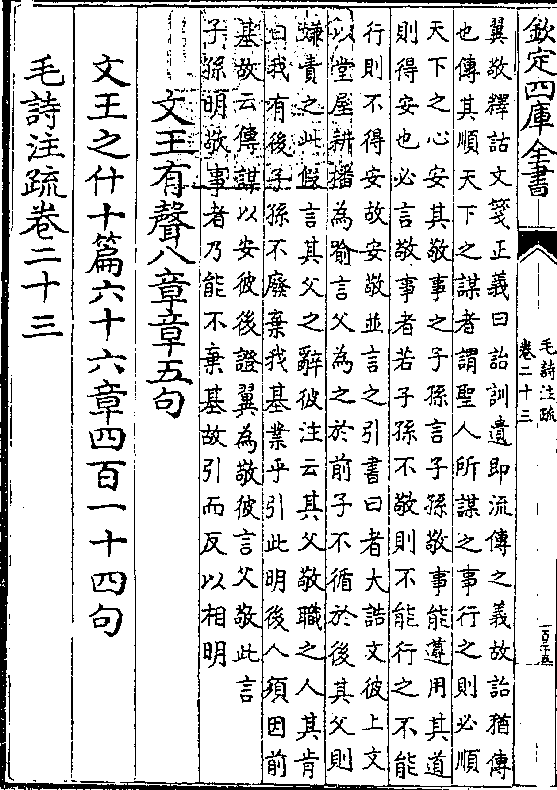 欽定四庫全書
毛詩注疏
卷二十三
翼敬釋詁文箋正義曰詒訓遺即流傳之義故詒猶傳
也傳其順天下之謀者謂聖人所謀之事行之則必順
天下之心安其敬事之子孫言子孫敬事能遵用其道
則得安也必言敬事者若子孫不敬則不能行之不能
行則不得安故安敬並言之引書曰者大誥文彼上文
以堂屋耕播為喻言父為之於前子不循於後其父則
嫌責之此假言其父之辭彼注云其父敬職之人其肯
曰我有後子孫不廢棄我基業乎引此明後人須因前
基故云傳謀以安彼後證翼為敬彼言父敬此言
子孫明敬事者乃能不棄基故引而反以相明
文王有聲八章章五句
文王之什十篇六十六章四百一十四句
毛詩注疏卷二十三